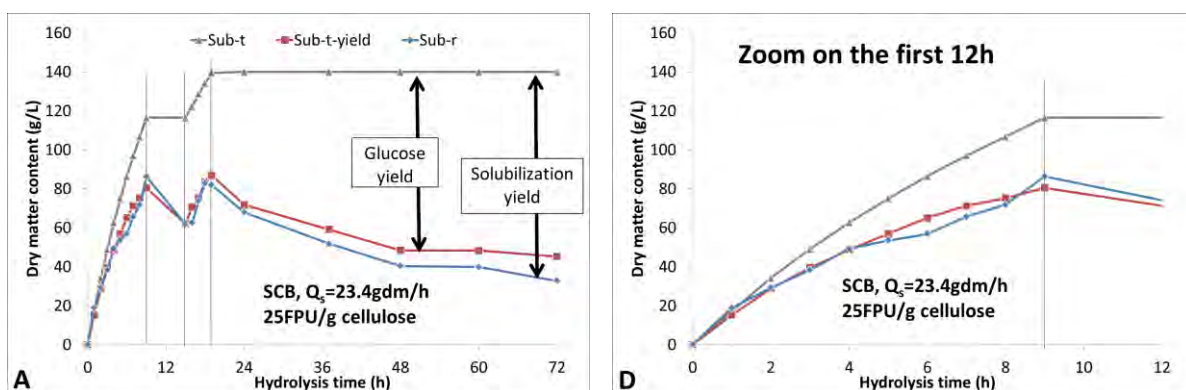 160
140
120
100
80
60
40
20
0
Dry matter content (g/L)
Sub-t
Sub-t-yield
Sub-r
Glucose
yield
Solubilization
yield
SCB, Qs=23.4gdm/h
25FPU/g cellulose
0 12 24 36 48 60 72
A
Hydrolysis time (h)
160
140
120
100
80
60
40
20
0
Dry matter content (g/L)
Zoom on the first 12h
SCB, Qs=23.4gdm/h
25FPU/g cellulose
0 2 4 6 8 10 12
D
Hydrolysis time (h)